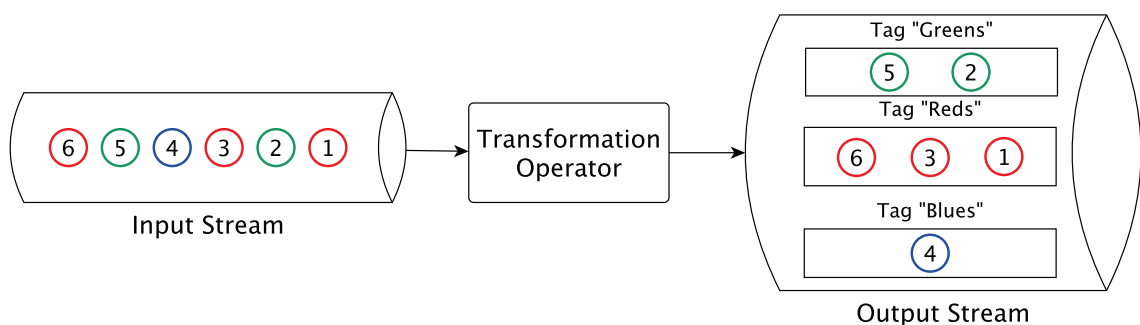 6 5 4 3 2 1
Input Stream
Transformation
Operator
Tag "Greens"
5 2
Tag "Reds"
6 3 1
Tag "Blues"
4
Output Stream